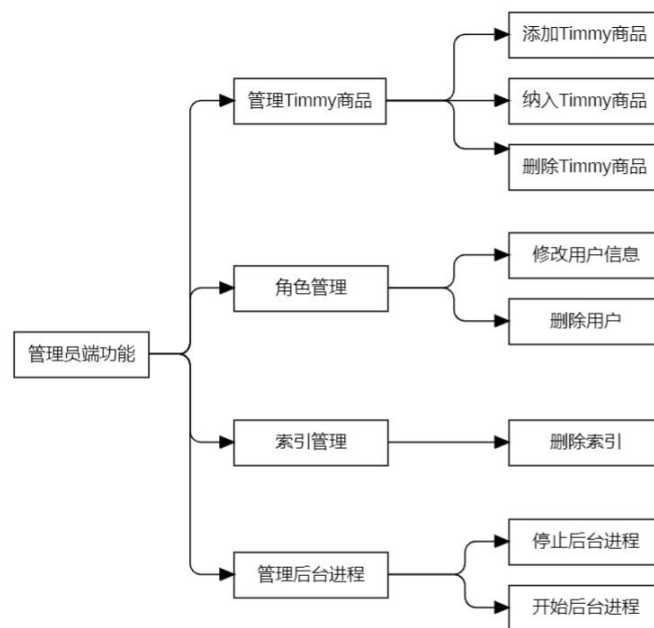 添加Timmy商品
管理Timmy商品
纳入Timmy商品
删除Timmy商品
修改用户信息
角色管理
删除用户
管理员端功能
索引管理
删除索引
停止后台进程
管理后台进程
开始后台进程